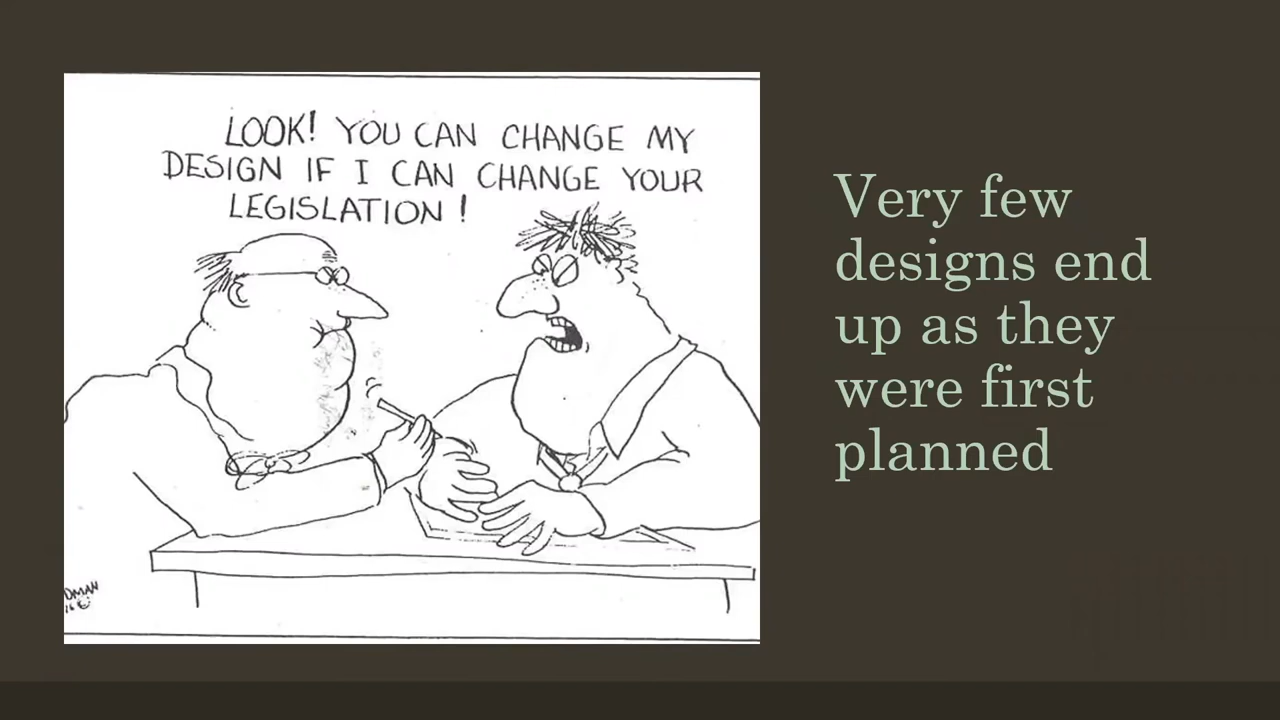 LOOK! YOU CAN CHANGE MY
DESIGN IF I CAN CHANGE YOUR
LEGISLATION!
Very few
designs end
up as they
were first
planned